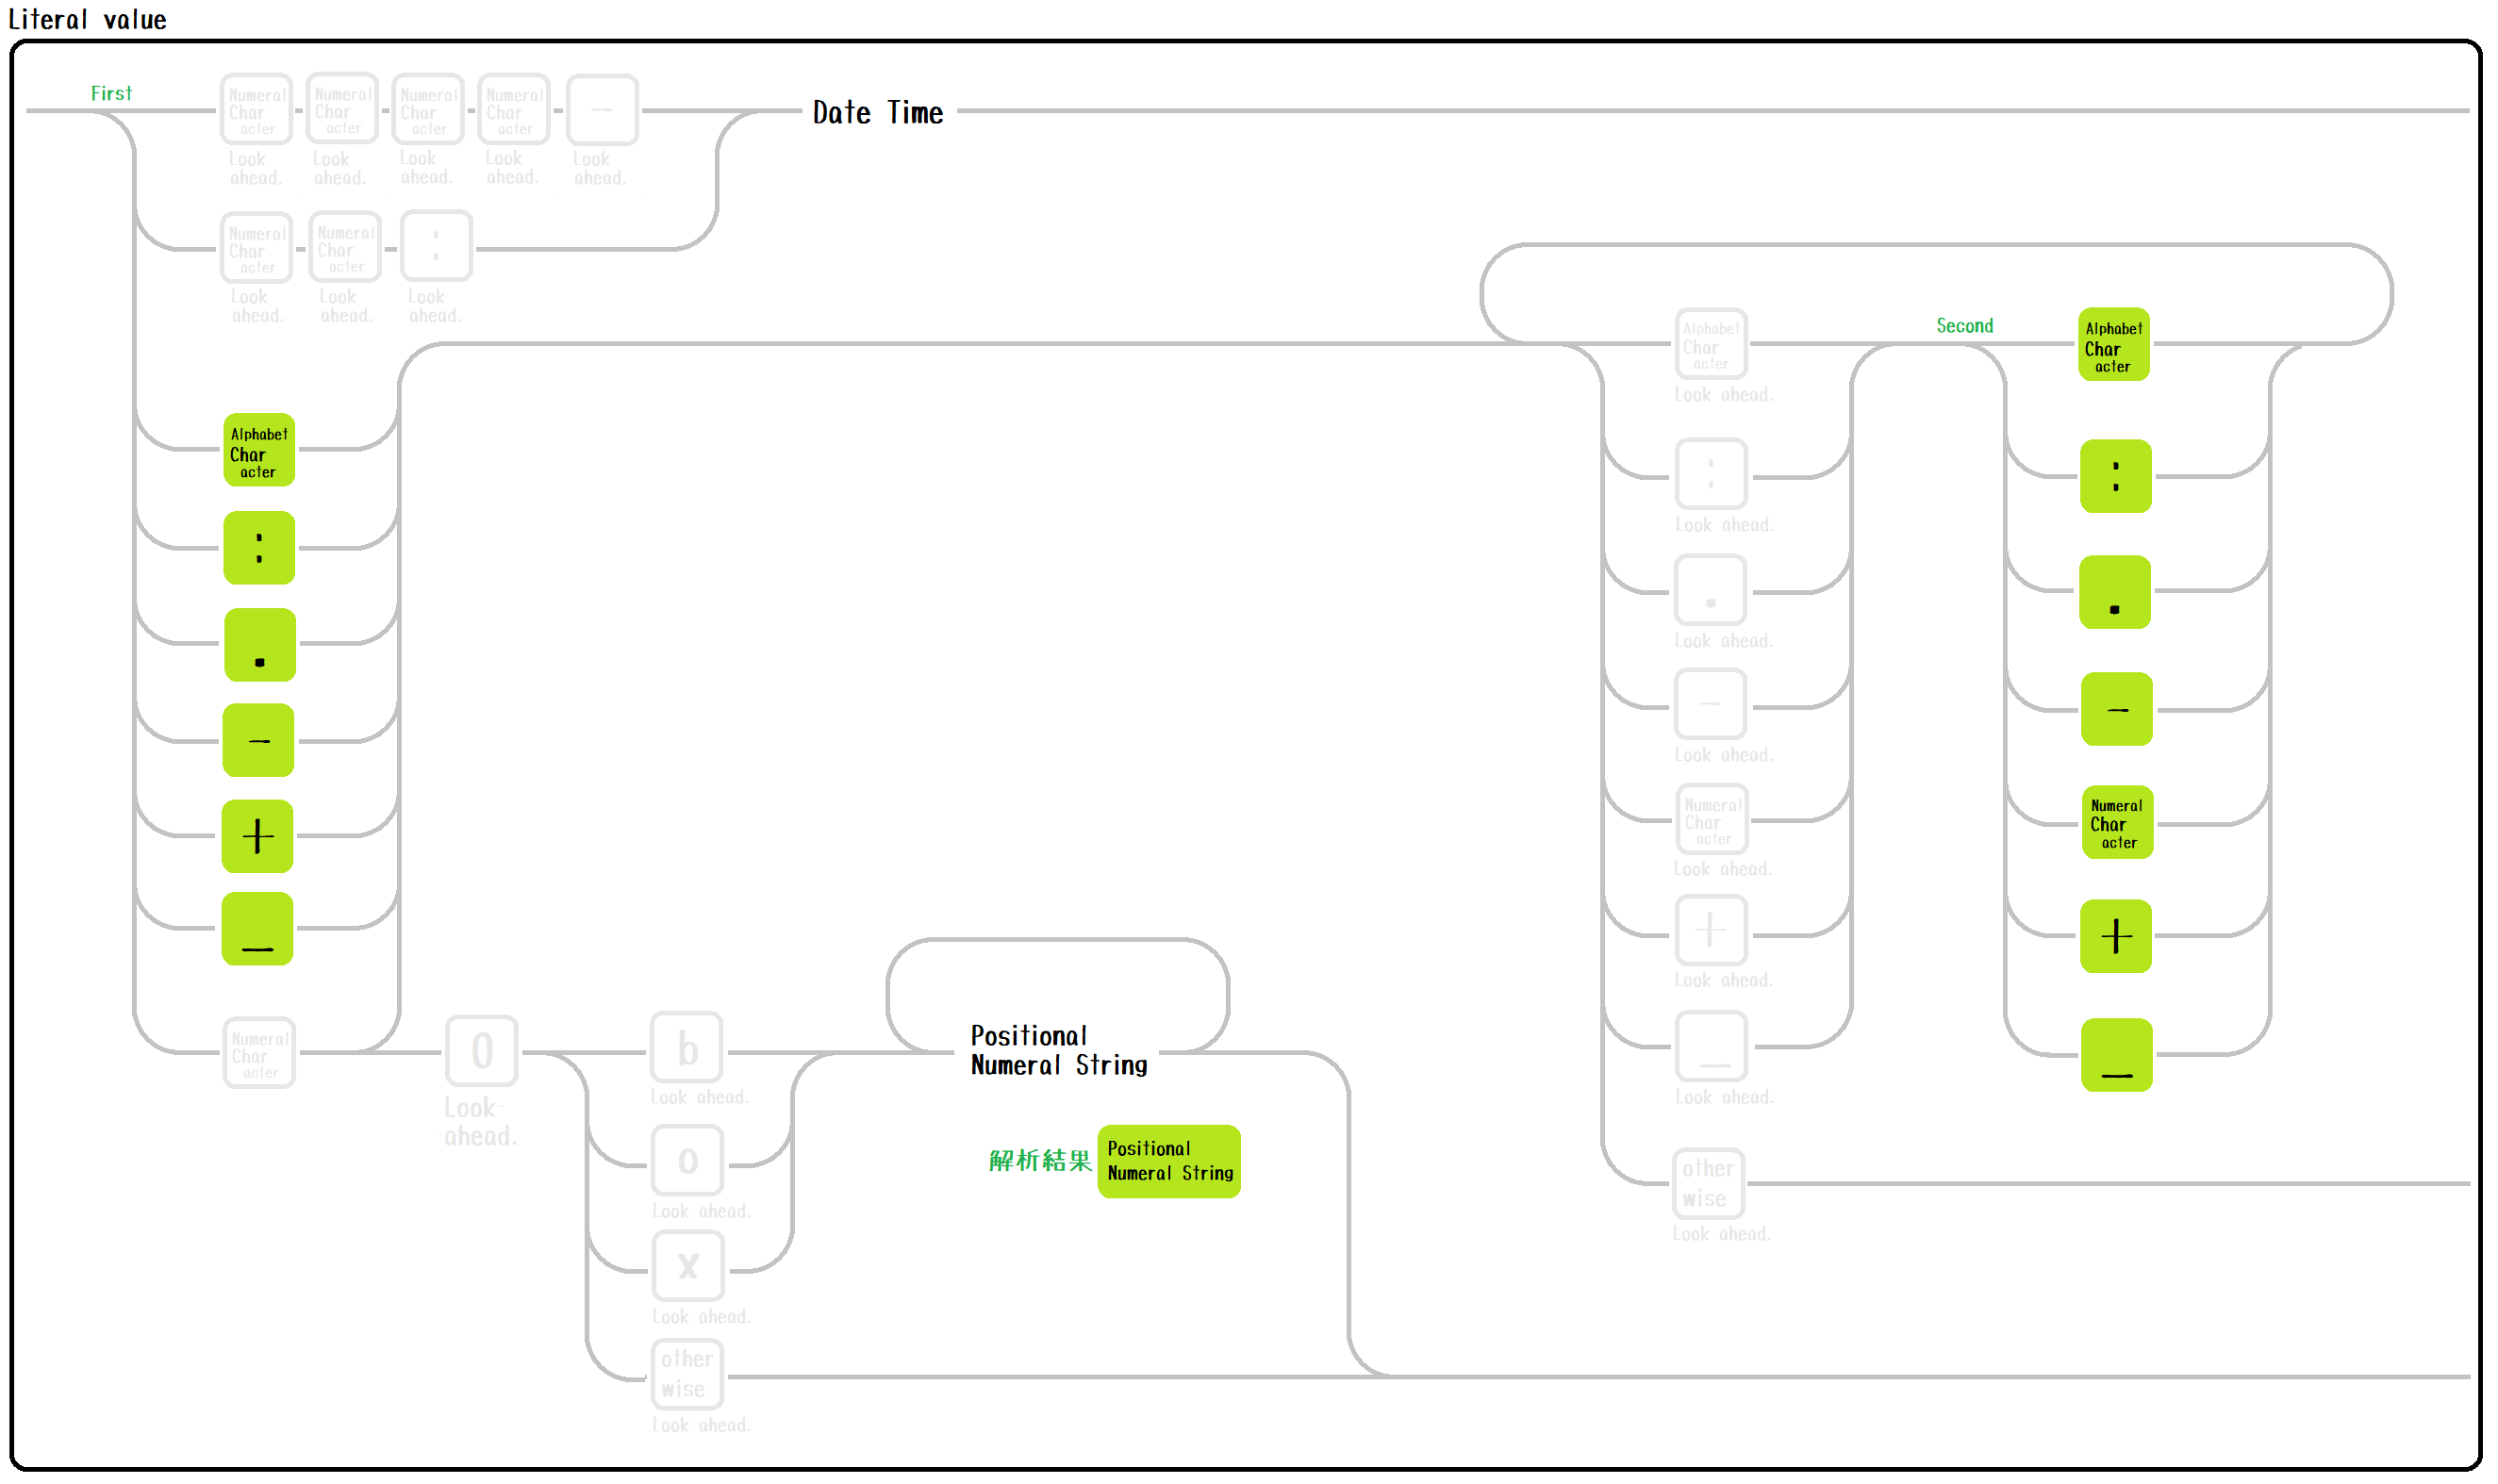 Literal value
First
Numeral
Char
acter
Look
ahead.
Numeral
Char
acter
Look
ahead.
Numeral
Char
acter
Look
ahead.
Numeral
Char
acter
Look
ahead.
-
Look
ahead.
Date Time
Numeral
Char
acter
Look
ahead.
Numeral
Char
acter
Look
ahead.
:
Look
ahead.
Alphabet
Char
acter
:
.
-
+
_
Numeral
Char
acter
0
Look
ahead.
b
Look ahead.
o
Look ahead.
x
Look ahead.
other
wise
Look ahead.
Positional
Numeral String
解析結果
Positional
Numeral String
Alphabet
Char
acter
Look ahead.
:
Look ahead.
.
Look ahead.
-
Look ahead.
Numeral
Char
acter
Look ahead.
+
Look ahead.
_
Look ahead.
other
wise
Look ahead.
Second
Alphabet
Char
acter
:
.
-
Numeral
Char
acter
+
_